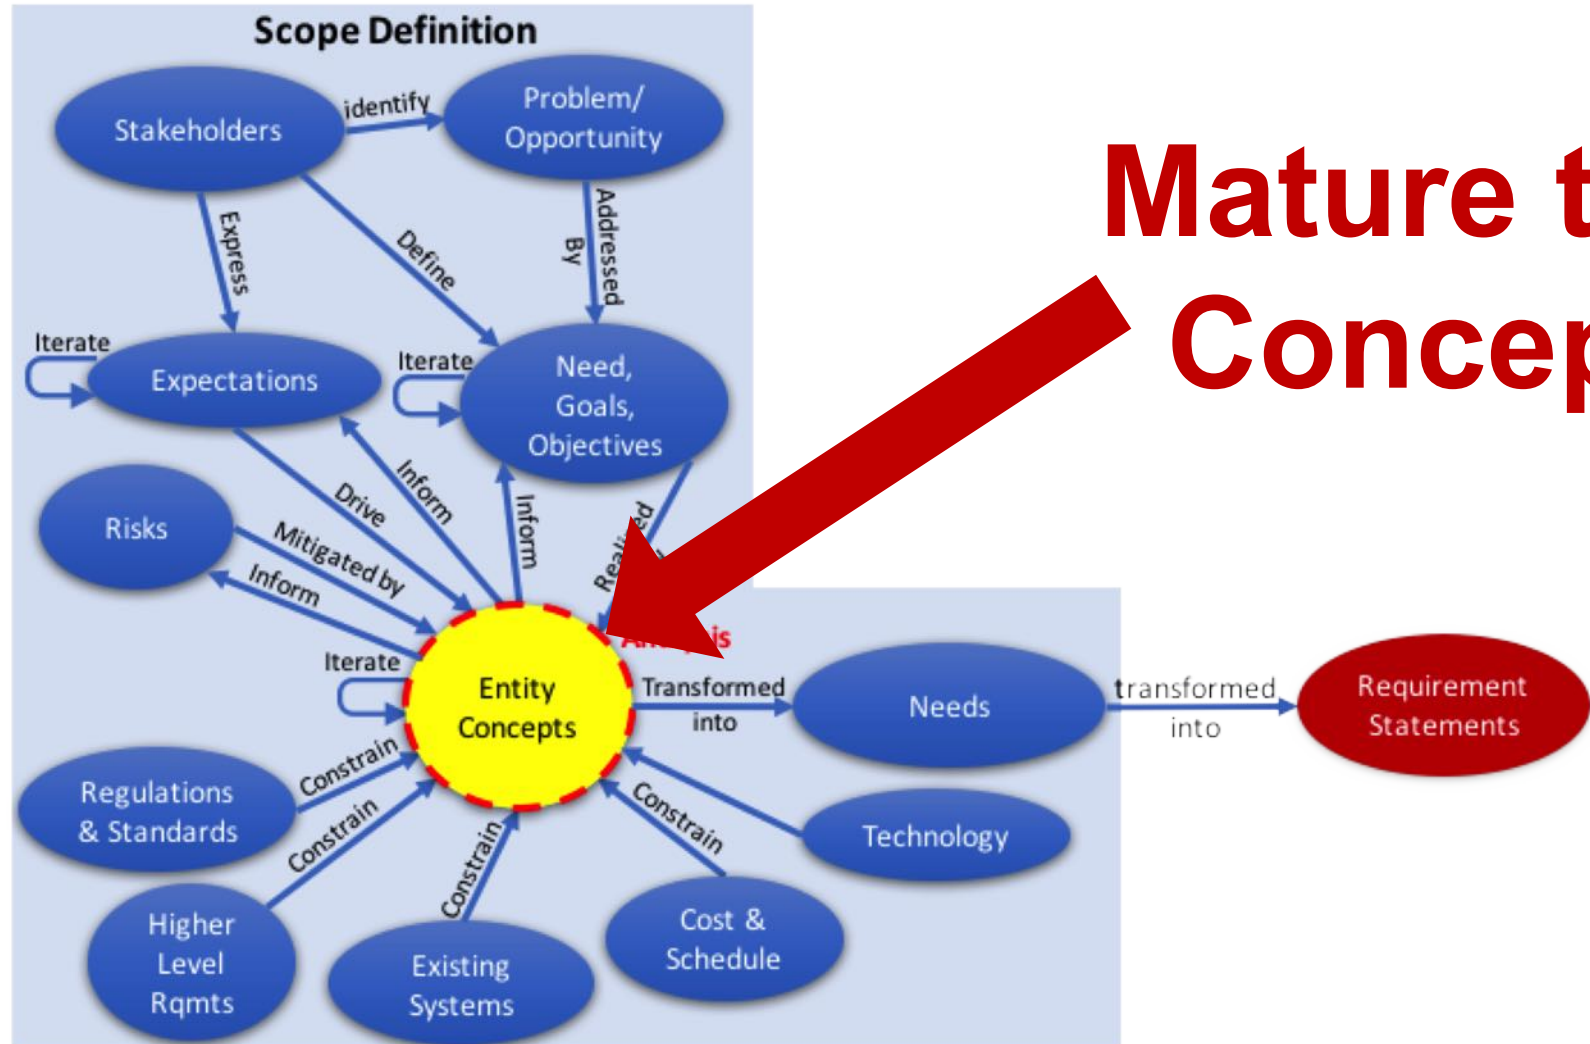 Scope Definition
Stakeholders
identify
Problem/
Opportunity
Mature t
Concep
Express
Define
Addressed
By
Iterate
Expectations
Iterate
Need,
Goals,
Objectives
Risks
Drive
Inform
Inform
Mitigated by
Inform
Iterate
Entity
Concepts
Transformed
into
Needs
transformed
into
Requirement
Statements
Regulations
& Standards
Constrain
Constrain
Constrain
Constrain
Technology
Higher
Level
Rqmts
Existing
Systems
Cost &
Schedule